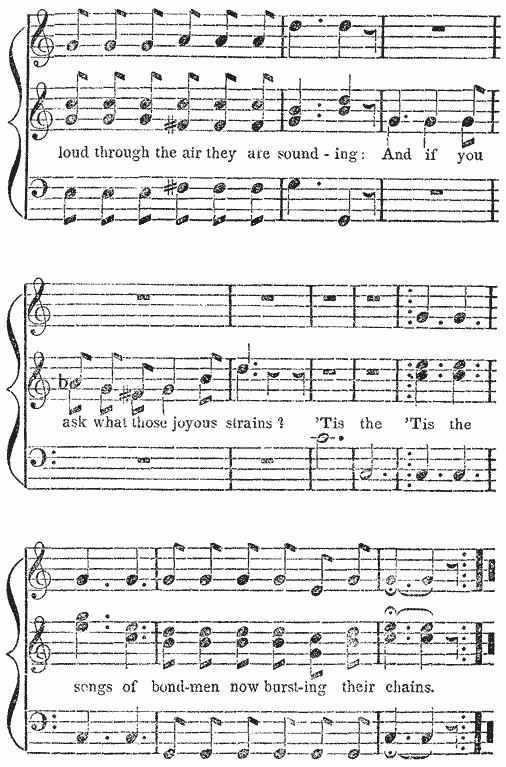 loud through the air they are sound - ing: And if you
ask what those joyous strains? 'Tis the 'Tis the
songs of bond-men now burst-ing their chains.